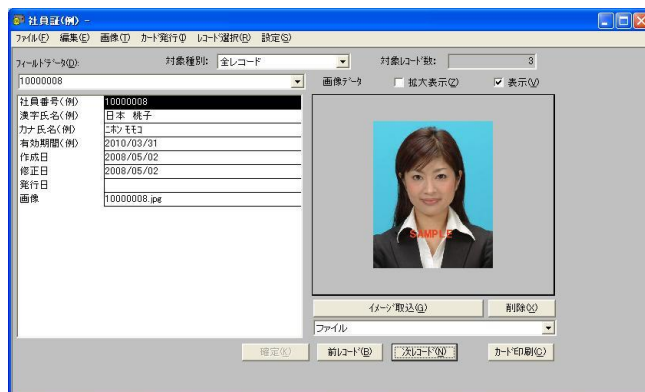 社員証(例) -
ファイル(F) 編集(E) 画像(T) カード発行(I) レコード選択(R) 設定(S)
フィールドデータ(D): 対象種別: 全レコード 対象レコード数: 3
10000008 画像データ 拡大表示(Z) 表示(V)
社員番号(例) 10000008
漢字氏名(例) 日本 桃子
カナ氏名(例) ニホン モモコ
有効期間(例) 2010/03/31
作成日 2008/05/02
修正日 2008/05/02
発行日
画像 10000008.jpg
SAMPLE
イメージ取込(G) 削除(X)
ファイル
確定(K) 前レコード(B) 次レコード(N) カード印刷(C)